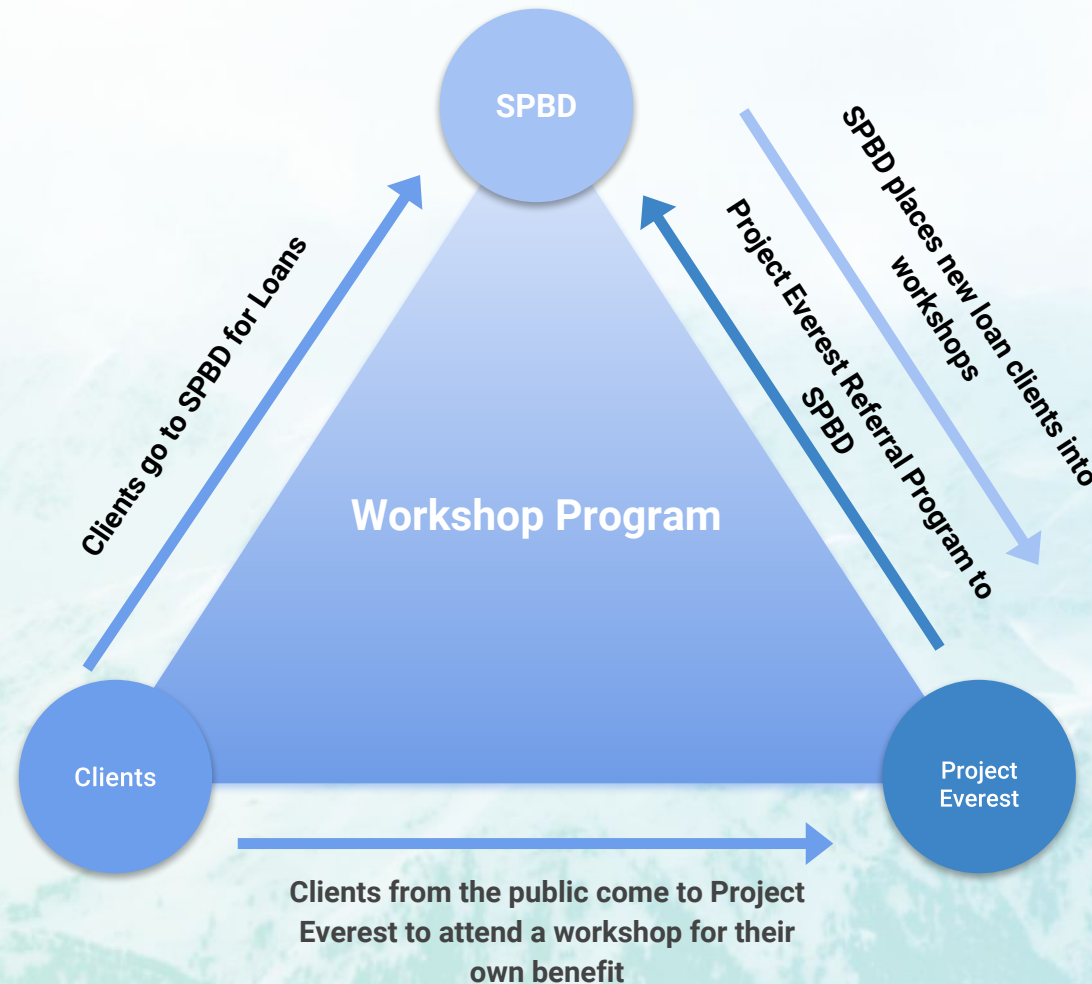 SPBD
Clients go to SPBD for Loans
SPBD places new loan clients into
workshops
Project Everest Referral Program to
SPBD
Workshop Program
Clients
Project
Everest
Clients from the public come to Project
Everest to attend a workshop for their
own benefit